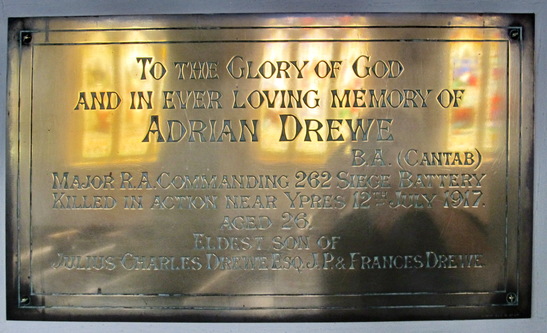 To the Glory of God
and in ever loving memory of
Adrian Drewe
B.A. (Cantab)
Major R.A. Commanding 262 Siege Battery
Killed in action near Ypres 12th July 1917.
Aged 26.
Eldest son of
Julius Charles Drewe Esq. J.P. & Frances Drewe